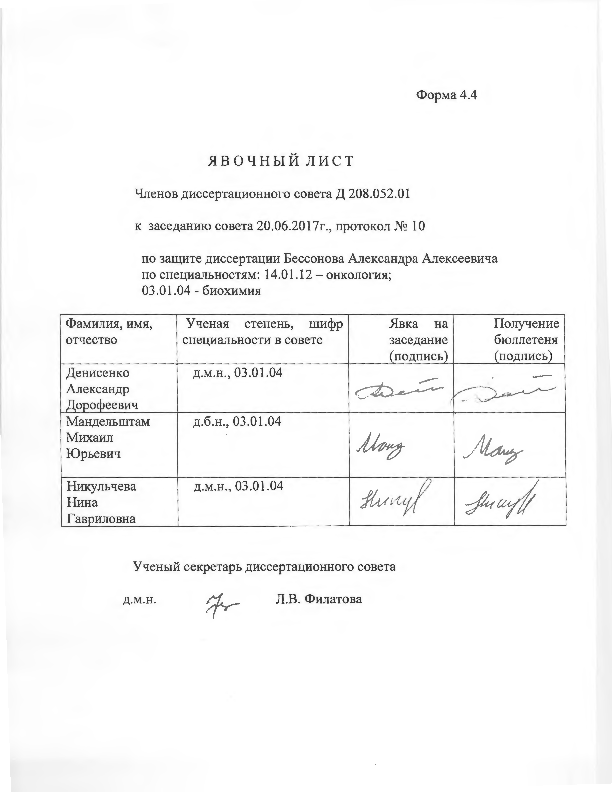 Форма 4.4
ЯВОЧНЫЙ ЛИСТ
Членов диссертационного совета Д 208.052.01
к заседанию совета 20.06.2017г., протокол № 10
по защите диссертации Бессонова Александра Алексеевича
по специальностям: 14.01.12 – онкология;
03.01.04 - биохимия
Фамилия, имя, отчество
Ученая степень, шифр специальности в совете
Явка на заседание (подпись)
Получение бюллетеня (подпись)
Денисенко
Александр
Дорофеевич
д.м.н., 03.01.04
Мандельштам
Михаил
Юрьевич
д.б.н., 03.01.04
Никульчева
Нина
Гавриловна
д.м.н., 03.01.04
Ученый секретарь диссертационного совета
д.м.н. Л.В. Филатова